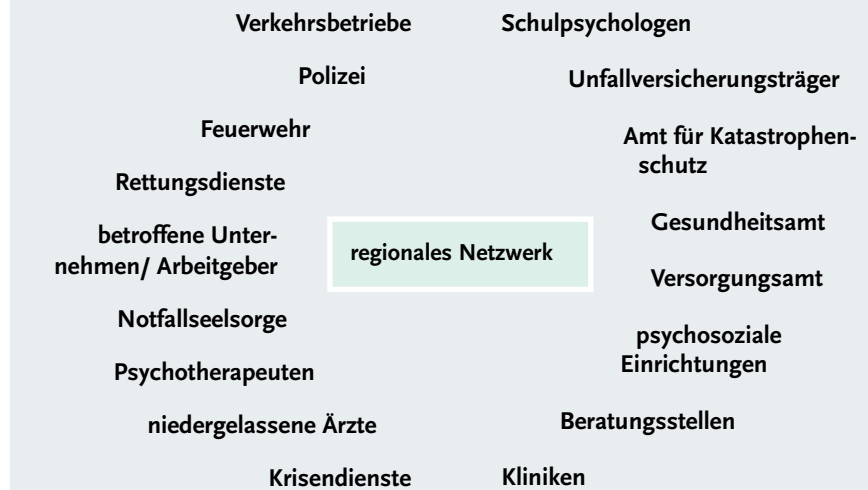 Verkehrsbetriebe
Schulpsychologen
Polizei
Unfallversicherungsträger
Feuerwehr
Amt für Katastrophen-
schutz
Rettungsdienste
Gesundheitsamt
betroffene Unter-
nehmen/ Arbeitgeber
regionales Netzwerk
Versorgungsamt
Notfallseelsorge
psychosoziale
Einrichtungen
Psychotherapeuten
niedergelassene Ärzte
Beratungsstellen
Krisendienste
Kliniken